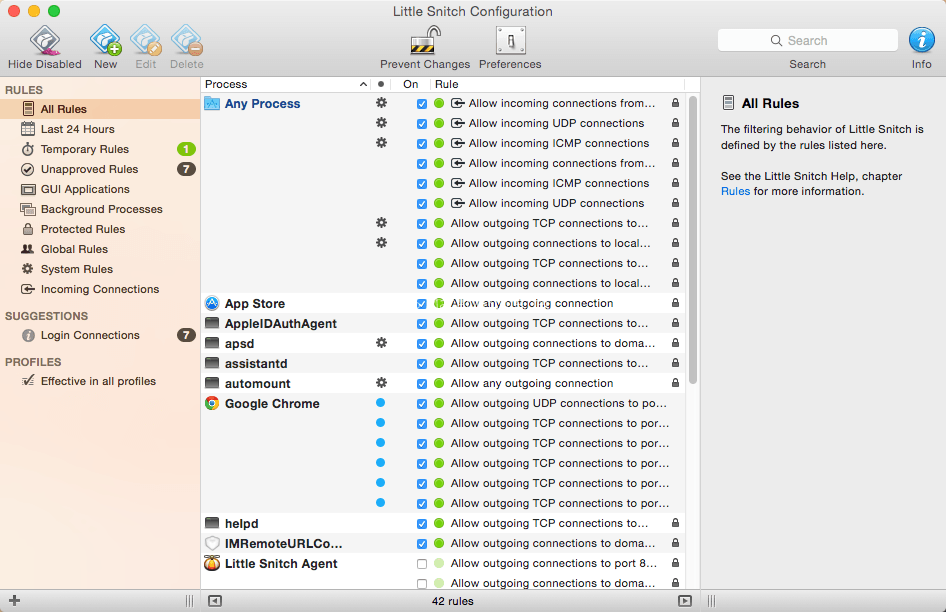 Little Snitch Configuration
Hide Disabled New Edit Delete Prevent Changes Preferences Search Search Info
RULES
All Rules
Last 24 Hours
Temporary Rules 1
Unapproved Rules 7
GUI Applications
Background Processes
Protected Rules
Global Rules
System Rules
Incoming Connections
SUGGESTIONS
Login Connections 7
PROFILES
Effective in all profiles
Process On Rule
Any Process Allow incoming connections from...
Allow incoming UDP connections
Allow incoming ICMP connections
Allow incoming connections from...
Allow incoming ICMP connections
Allow incoming UDP connections
Allow outgoing TCP connections to...
Allow outgoing connections to local...
Allow outgoing TCP connections to...
Allow outgoing connections to local...
App Store Allow any outgoing connection
AppleIDAuthAgent Allow outgoing TCP connections to...
apsd Allow outgoing connections to doma...
assistantd Allow outgoing TCP connections to...
automount Allow any outgoing connection
Google Chrome Allow outgoing UDP connections to po...
Allow outgoing TCP connections to por...
Allow outgoing TCP connections to por...
Allow outgoing TCP connections to por...
Allow outgoing TCP connections to por...
Allow outgoing TCP connections to por...
helpd Allow outgoing TCP connections to...
IMRemoteURLCo... Allow outgoing connections to doma...
Little Snitch Agent Allow outgoing connections to port 8...
Allow outgoing connections to doma...
42 rules
All Rules
The filtering behavior of Little Snitch is
defined by the rules listed here.
See the Little Snitch Help, chapter
Rules for more information.